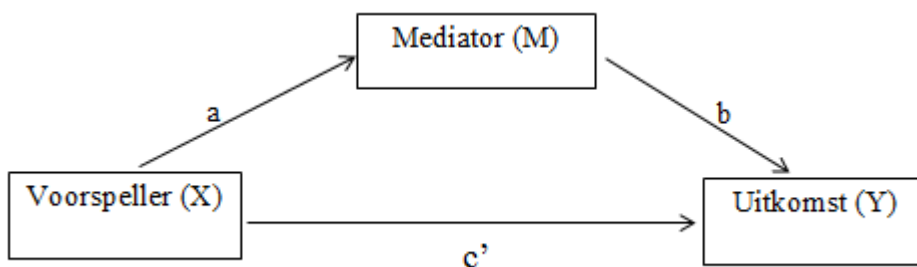 Mediator (M)
a
b
Voorspeller (X)
Uitkomst (Y)
c’